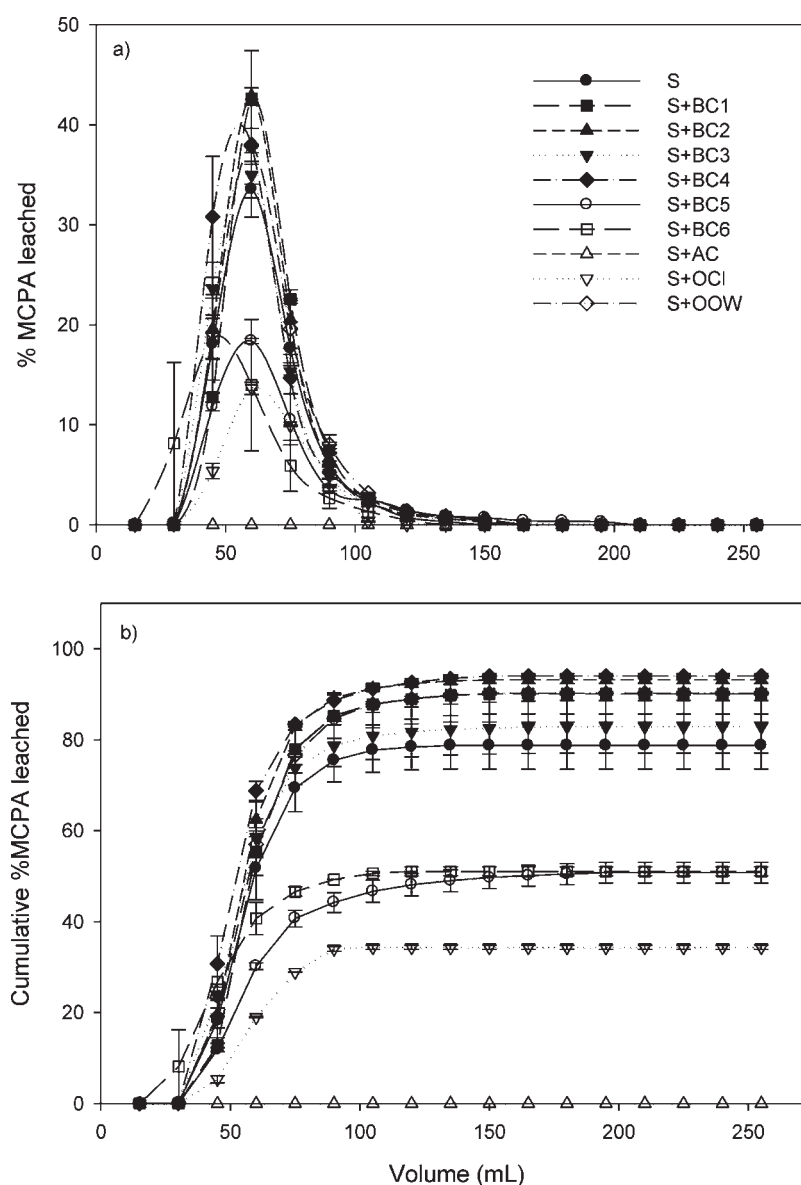 a)
50
40
30
20
10
0
% MCPA leached
S
S+BC1
S+BC2
S+BC3
S+BC4
S+BC5
S+BC6
S+AC
S+OCl
S+OOW
0 50 100 150 200 250
b)
100
80
60
40
20
0
Cumulative %MCPA leached
0 50 100 150 200 250
Volume (mL)